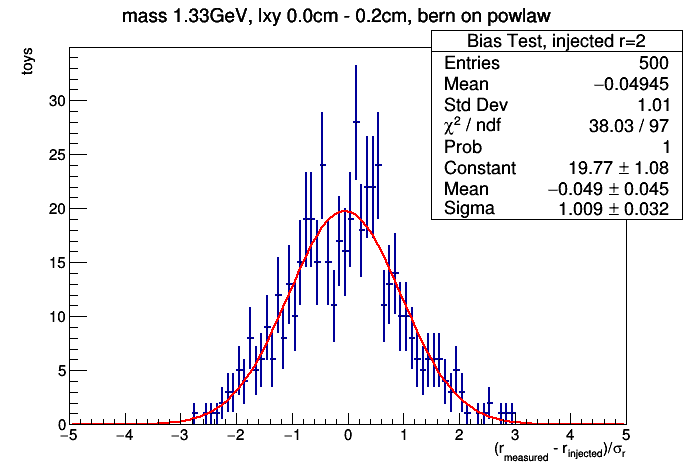 mass 1.33GeV, lxy 0.0cm - 0.2cm, bern on powlaw
Bias Test, injected r=2
Entries 500
Mean −0.04945
Std Dev 1.01
χ² / ndf 38.03 / 97
Prob 1
Constant 19.77 ± 1.08
Mean −0.049 ± 0.045
Sigma 1.009 ± 0.032
toys
30
25
20
15
10
5
0
−5 −4 −3 −2 −1 0 1 2 3 4 5
(r_measured - r_injected)/σ_r